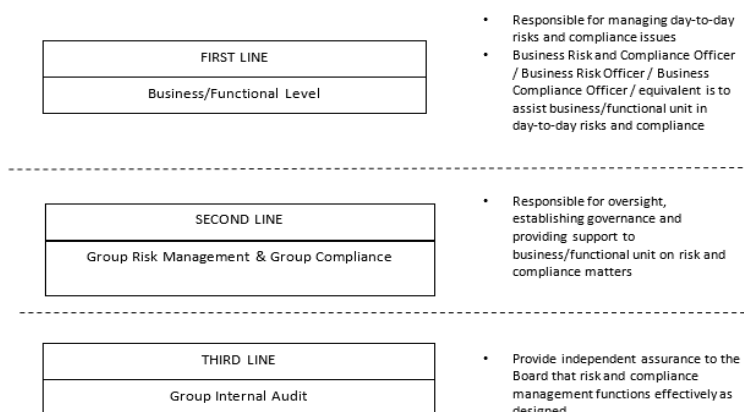 FIRST LINE
Business/Functional Level
• Responsible for managing day-to-day
risks and compliance issues
• Business Risk and Compliance Officer
/ Business Risk Officer / Business
Compliance Officer / equivalent is to
assist business/functional unit in
day-to-day risks and compliance
SECOND LINE
Group Risk Management & Group Compliance
• Responsible for oversight,
establishing governance and
providing support to
business/functional unit on risk and
compliance matters
THIRD LINE
Group Internal Audit
• Provide independent assurance to the
Board that risk and compliance
management functions effectively as
designed